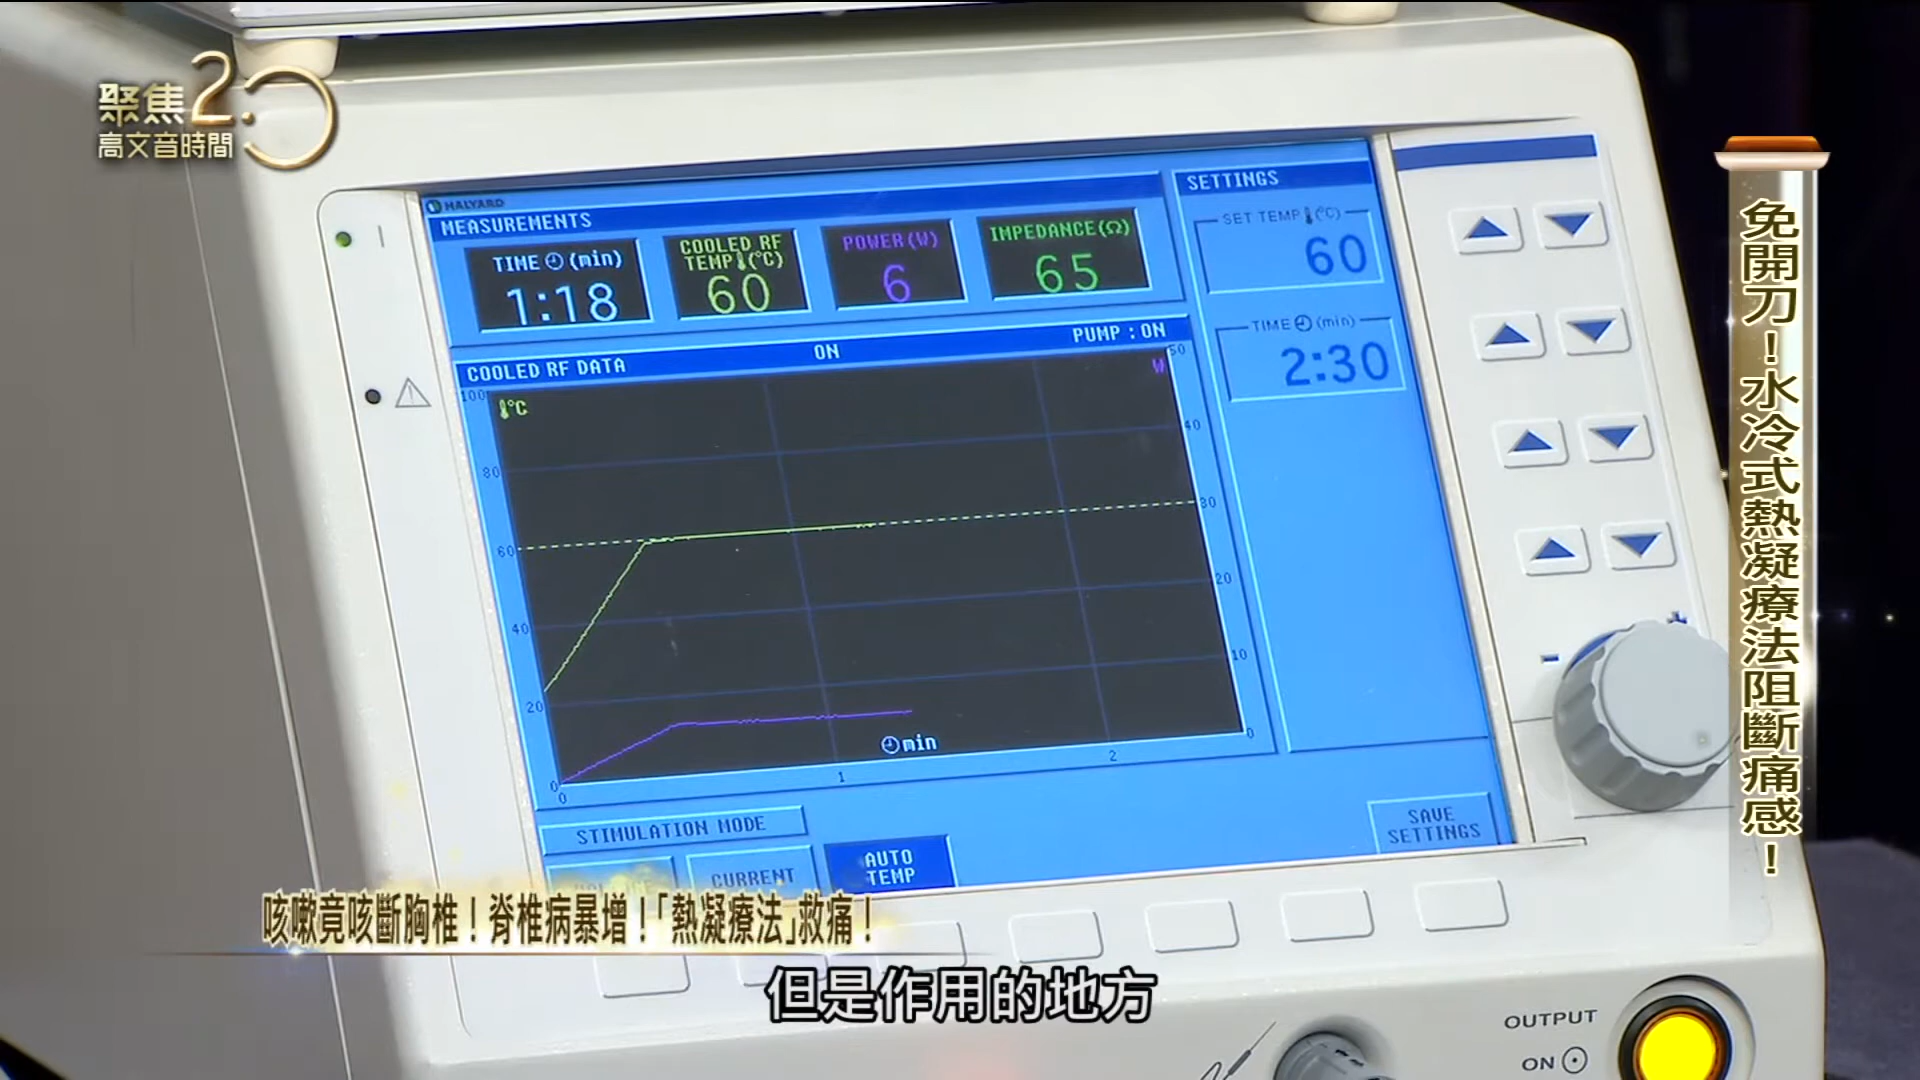 聚焦2.0
高文音時間
HALYARD
MEASUREMENTS
TIME (min)
1:18
COOLED RF
TEMP (°C)
60
POWER(W)
6
IMPEDANCE(Ω)
65
SETTINGS
SET TEMP (°C)
60
TIME (min)
2:30
COOLED RF DATA
ON
PUMP : ON
°C
W
100
80
60
40
20
0
50
40
30
20
10
0
0
1
2
min
STIMULATION MODE
CURRENT
AUTO
TEMP
SAVE
SETTINGS
- +
OUTPUT
ON
免開刀！水冷式熱凝療法阻斷痛感！
咳嗽竟咳斷胸椎！脊椎病暴增！「熱凝療法」救痛！
但是作用的地方